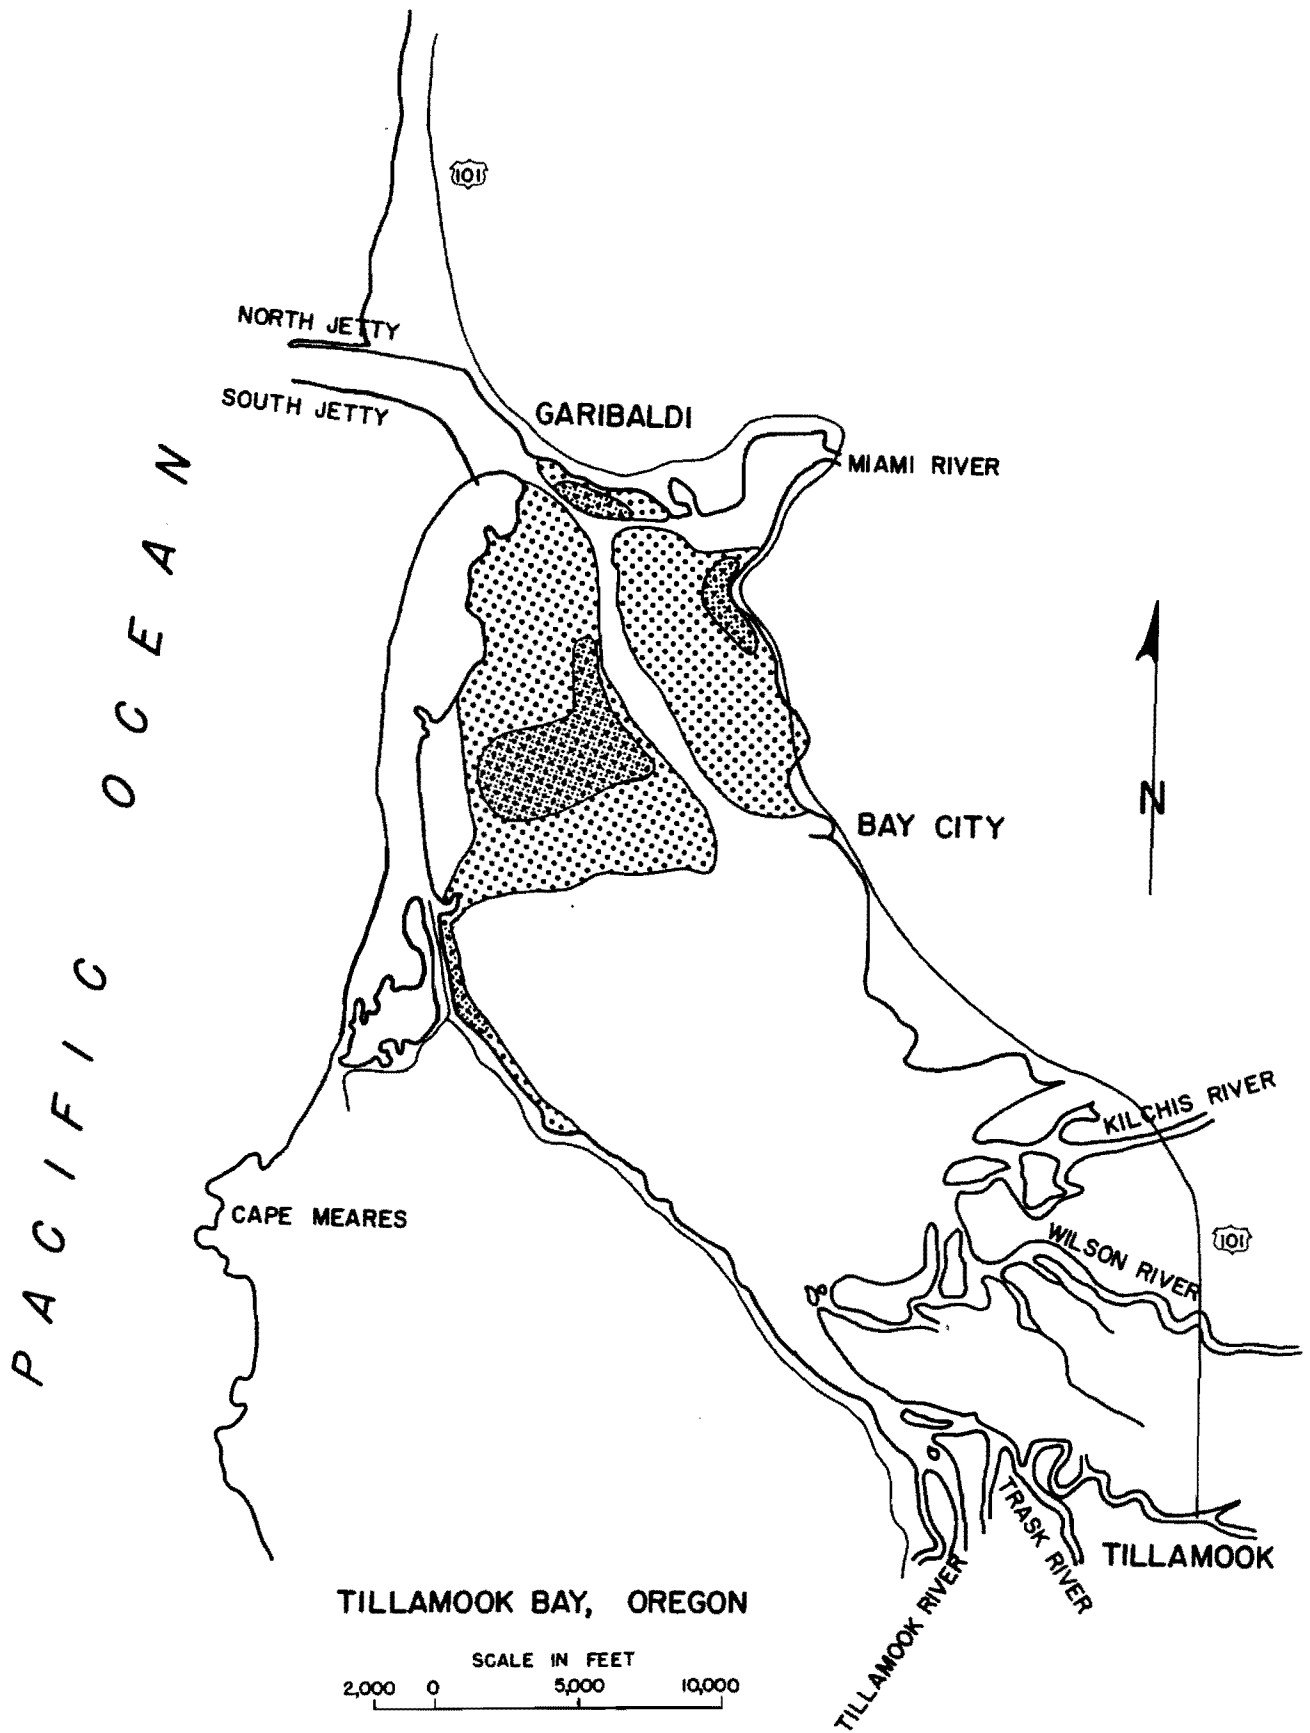 101
NORTH JETTY
SOUTH JETTY
GARIBALDI
MIAMI RIVER
PACIFIC OCEAN
N
BAY CITY
KILCHIS RIVER
CAPE MEARES
WILSON RIVER
101
TRASK RIVER
TILLAMOOK
TILLAMOOK RIVER
TILLAMOOK BAY, OREGON
SCALE IN FEET
2,000 0 5,000 10,000